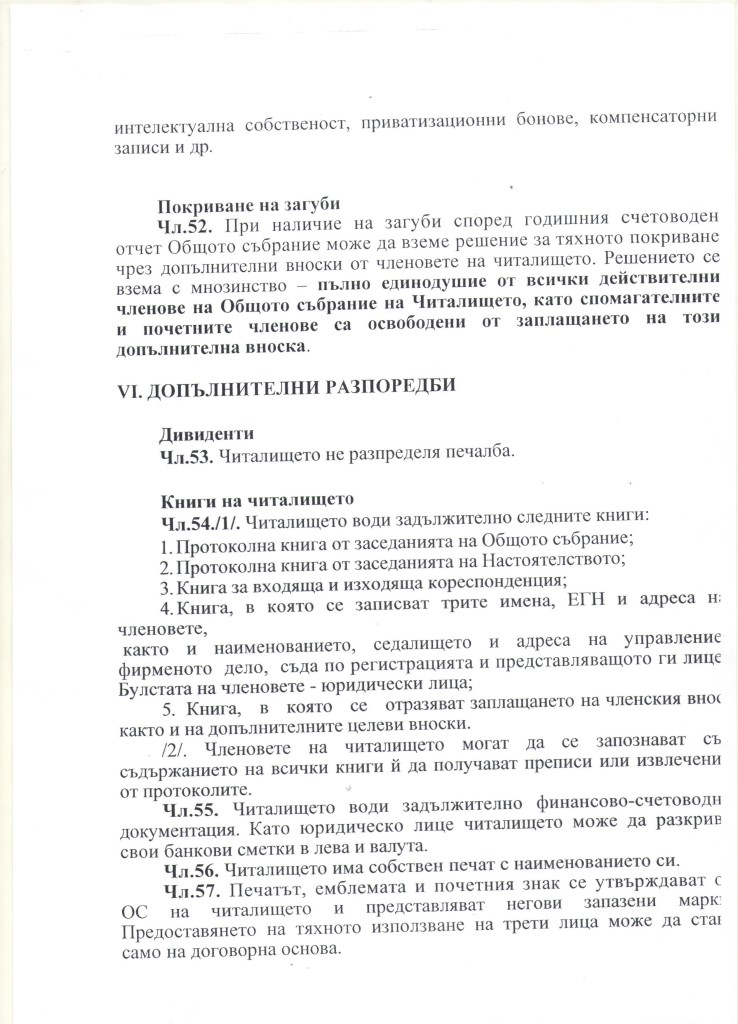 интелектуална собственост, приватизационни бонове, компенсаторни
записи и др.
Покриване на загуби
Чл.52. При наличие на загуби според годишния счетоводен
отчет Общото събрание може да вземе решение за тяхното покриване
чрез допълнителни вноски от членовете на читалището. Решението се
взема с мнозинство – пълно единодушие от всички действителни
членове на Общото събрание на Читалището, като спомагателните
и почетните членове са освободени от заплащането на този
допълнителна вноска.
VI. ДОПЪЛНИТЕЛНИ РАЗПОРЕДБИ
Дивиденти
Чл.53. Читалището не разпределя печалба.
Книги на читалището
Чл.54./1/. Читалището води задължително следните книги:
1. Протоколна книга от заседанията на Общото събрание;
2. Протоколна книга от заседанията на Настоятелството;
3. Книга за входяща и изходяща кореспонденция;
4. Книга, в която се записват трите имена, ЕГН и адреса н
членовете,
както и наименованието, седалището и адреса на управление
фирменото дело, съда по регистрацията и представляващото ги лице
Булстата на членовете - юридически лица;
5. Книга, в която се отразяват заплащането на членския внос
както и на допълнителните целеви вноски.
/2/. Членовете на читалището могат да се запознават съ
съдържанието на всички книги й да получават преписи или извлечени
от протоколите.
Чл.55. Читалището води задължително финансово-счетоводн
документация. Като юридическо лице читалището може да разкрив
свои банкови сметки в лева и валута.
Чл.56. Читалището има собствен печат с наименованието си.
Чл.57. Печатът, емблемата и почетния знак се утвърждават с
ОС на читалището и представляват негови запазени марк
Предоставянето на тяхното използване на трети лица може да ста
само на договорна основа.